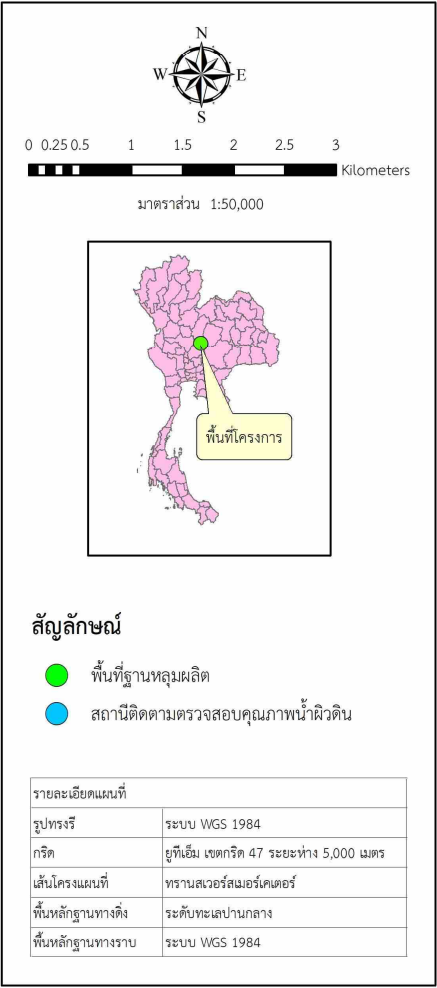 N
W E
S
0 0.25 0.5 1 1.5 2 2.5 3
Kilometers
มาตราส่วน 1:50,000
พื้นที่โครงการ
สัญลักษณ์
พื้นที่ฐานหลุมผลิต
สถานีติดตามตรวจสอบคุณภาพน้ำผิวดิน
รายละเอียดแผนที่
รูปทรงรี ระบบ WGS 1984
กริด ยูทีเอ็ม เขตกริด 47 ระยะห่าง 5,000 เมตร
เส้นโครงแผนที่ ทรานสเวอร์สเมอร์เคเตอร์
พื้นหลักฐานทางดิ่ง ระดับทะเลปานกลาง
พื้นหลักฐานทางราบ ระบบ WGS 1984